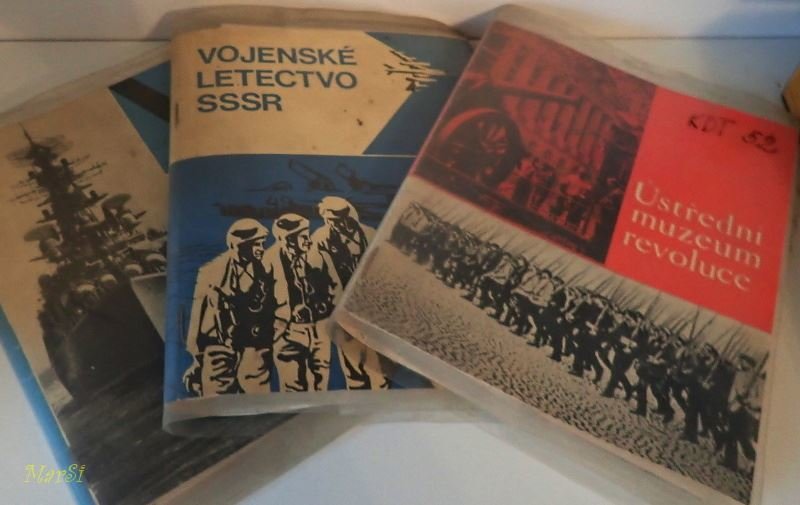 V
VOJENSKÉ
LETECTVO
SSSR
KDT 52
Ústřední
muzeum
revoluce
MarSi